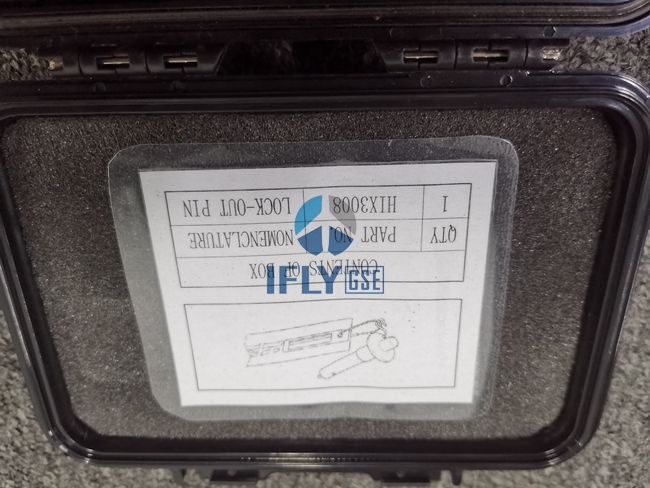 CONTENTS OF BOX
QTY PART NO NOMENCLATURE
1 HIX3008 LOCK-OUT PIN
IFLY GSE